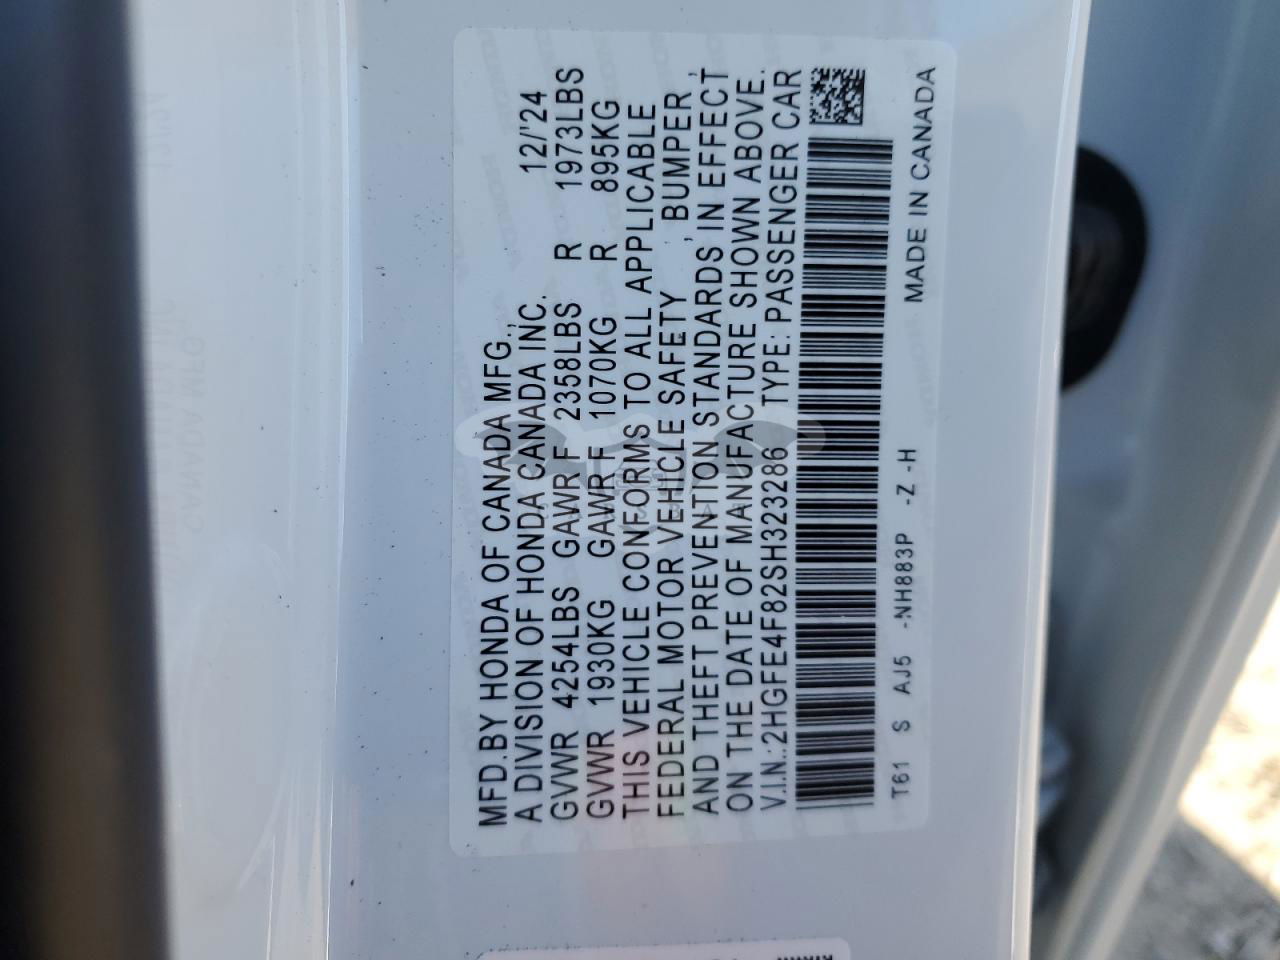 MFD.BY HONDA OF CANADA MFG.,
A DIVISION OF HONDA CANADA INC. 12/'24
GVWR 4254LBS GAWR F 2358LBS R 1973LBS
GVWR 1930KG GAWR F 1070KG R 895KG
THIS VEHICLE CONFORMS TO ALL APPLICABLE
FEDERAL MOTOR VEHICLE SAFETY , BUMPER ,
AND THEFT PREVENTION STANDARDS IN EFFECT
ON THE DATE OF MANUFACTURE SHOWN ABOVE.
V.I.N.:2HGFE4F82SH323286 TYPE: PASSENGER CAR
T61 S AJ5 -NH883P -Z -H MADE IN CANADA